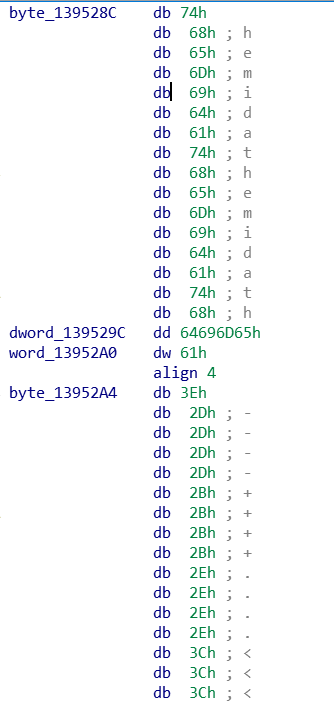 byte_139528C db 74h
db 68h ; h
db 65h ; e
db 6Dh ; m
db 69h ; i
db 64h ; d
db 61h ; a
db 74h ; t
db 68h ; h
db 65h ; e
db 6Dh ; m
db 69h ; i
db 64h ; d
db 61h ; a
db 74h ; t
db 68h ; h
dword_139529C dd 64696D65h
word_13952A0 dw 61h
align 4
byte_13952A4 db 3Eh
db 2Dh ; -
db 2Dh ; -
db 2Dh ; -
db 2Dh ; -
db 2Bh ; +
db 2Bh ; +
db 2Bh ; +
db 2Bh ; +
db 2Eh ; .
db 2Eh ; .
db 2Eh ; .
db 2Eh ; .
db 3Ch ; <
db 3Ch ; <
db 3Ch ; <